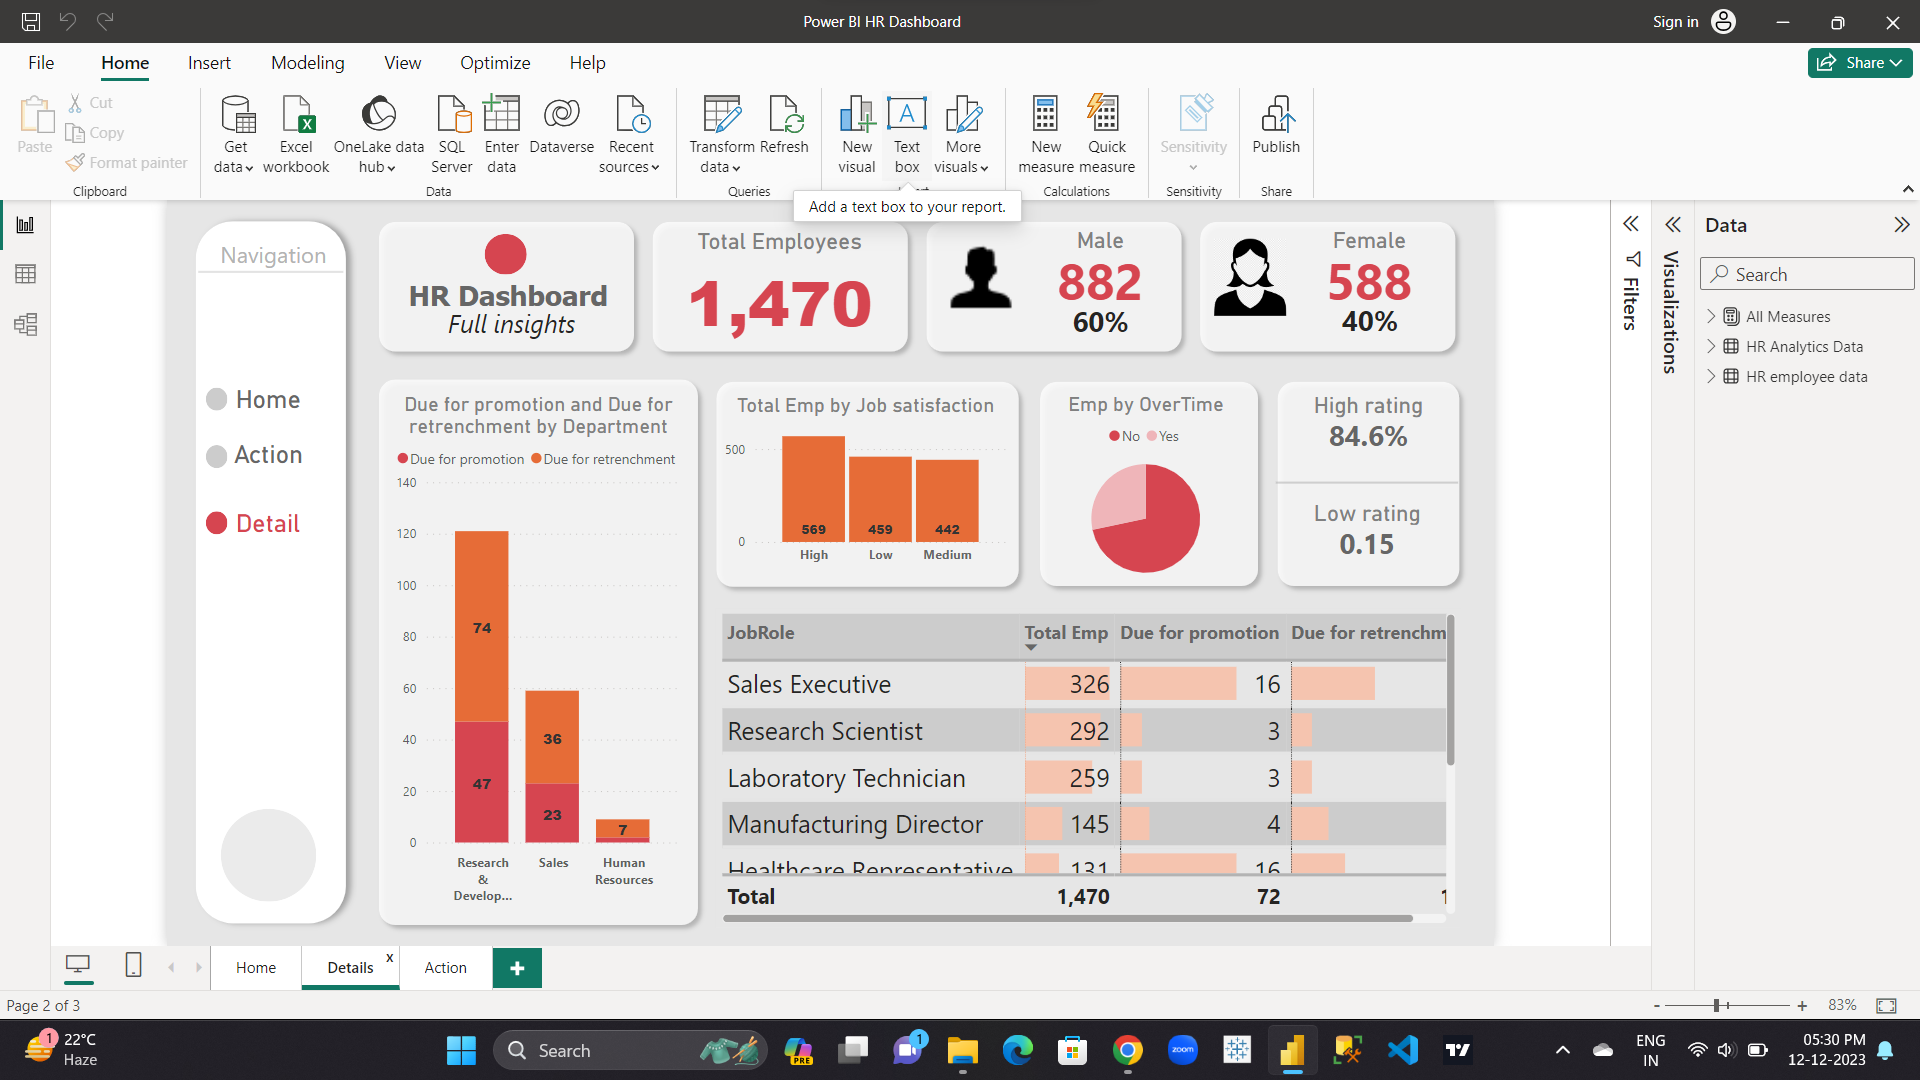 Power BI HR Dashboard
Sign in
File Home Insert Modeling View Optimize Help
Share
Paste
Cut
Copy
Format painter
Clipboard
Get data
Excel workbook
OneLake data hub
SQL Server
Enter data
Dataverse
Recent sources
Data
Transform data
Refresh
Queries
New visual
Text box
More visuals
New measure
Quick measure
Calculations
Sensitivity
Sensitivity
Publish
Share
Add a text box to your report.
Navigation
Home
Action
Detail
HR Dashboard
Full insights
Total Employees
1,470
Male
882
60%
Female
588
40%
Due for promotion and Due for
retrenchment by Department
Due for promotion Due for retrenchment
140
120
100
80
60
40
20
0
74
47
36
23
7
Research
&
Develop...
Sales
Human
Resources
Total Emp by Job satisfaction
500
0
569 459 442
High Low Medium
Emp by OverTime
No Yes
High rating
84.6%
Low rating
0.15
JobRole Total Emp Due for promotion Due for retrenchm
Sales Executive 326 16
Research Scientist 292 3
Laboratory Technician 259 3
Manufacturing Director 145 4
Healthcare Representative 131 16
Total 1,470 72 1
Filters
Visualizations
Data
Search
All Measures
HR Analytics Data
HR employee data
Home Details x Action +
Page 2 of 3
- + 83%
1
22°C
Haze
Search
PRE
1
zoom
ENG
IN
05:30 PM
12-12-2023